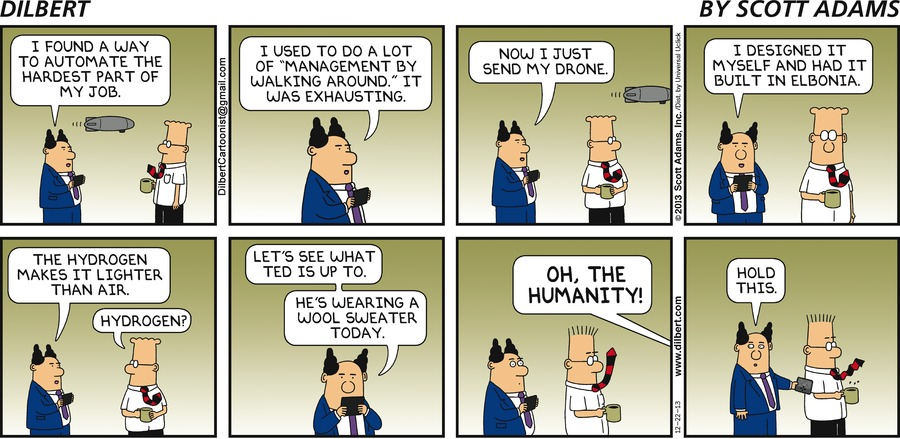 DILBERT
BY SCOTT ADAMS
I FOUND A WAY
TO AUTOMATE THE
HARDEST PART OF
MY JOB.
DilbertCartoonist@gmail.com
I USED TO DO A LOT
OF "MANAGEMENT BY
WALKING AROUND." IT
WAS EXHAUSTING.
NOW I JUST
SEND MY DRONE.
© 2013 Scott Adams, Inc. /Dist. by Universal Uclick
I DESIGNED IT
MYSELF AND HAD IT
BUILT IN ELBONIA.
THE HYDROGEN
MAKES IT LIGHTER
THAN AIR.
HYDROGEN?
LET'S SEE WHAT
TED IS UP TO.
HE'S WEARING A
WOOL SWEATER
TODAY.
OH, THE
HUMANITY!
12-22-13
www.dilbert.com
HOLD
THIS.